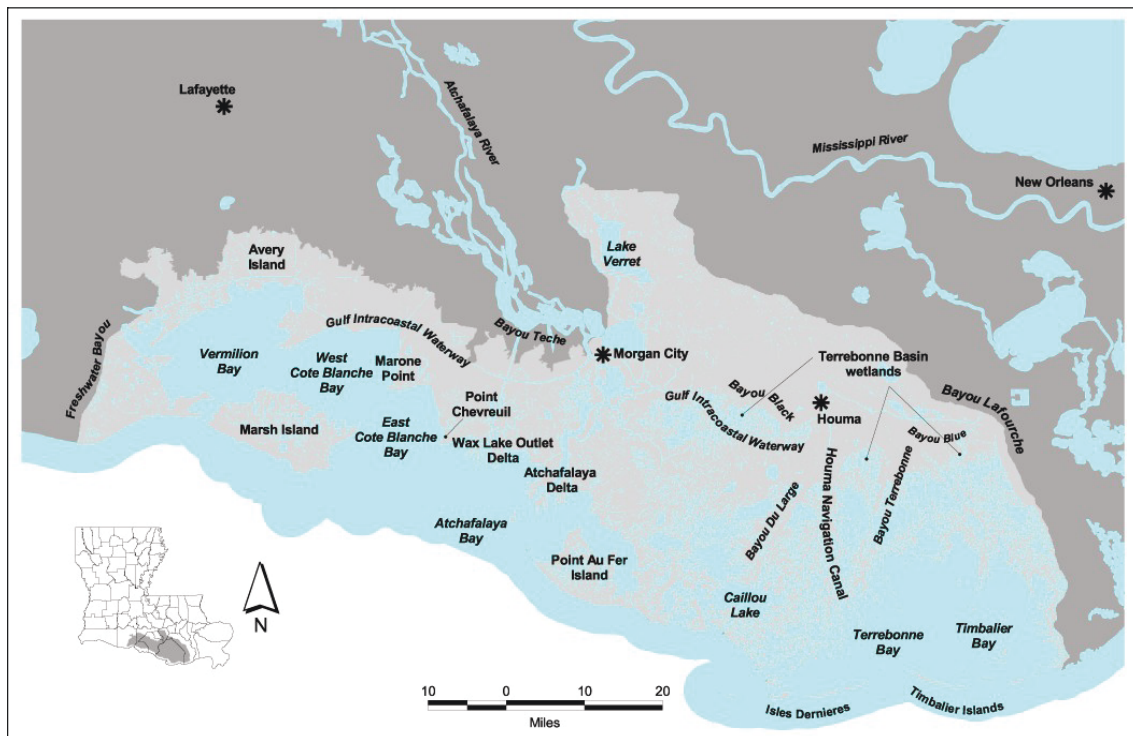 Lafayette
Atchafalaya River
Mississippi River
New Orleans
Avery
Island
Lake
Verret
Freshwater Bayou
Gulf Intracoastal Waterway
Bayou Teche
Vermilion
Bay
West
Cote Blanche
Bay
Marone
Point
Morgan City
Terrebonne Basin
wetlands
Bayou Black
Gulf Intracoastal Waterway
Houma
Bayou Lafourche
Bayou Blue
Point
Chevreuil
Marsh Island
East
Cote Blanche
Bay
Wax Lake Outlet
Delta
Atchafalaya
Delta
Bayou Du Large
Houma Navigation Canal
Bayou Terrebonne
Atchafalaya
Bay
Point Au Fer
Island
Caillou
Lake
Terrebonne
Bay
Timbalier
Bay
N
10 0 10 20
Miles
Isles Dernieres
Timbalier Islands